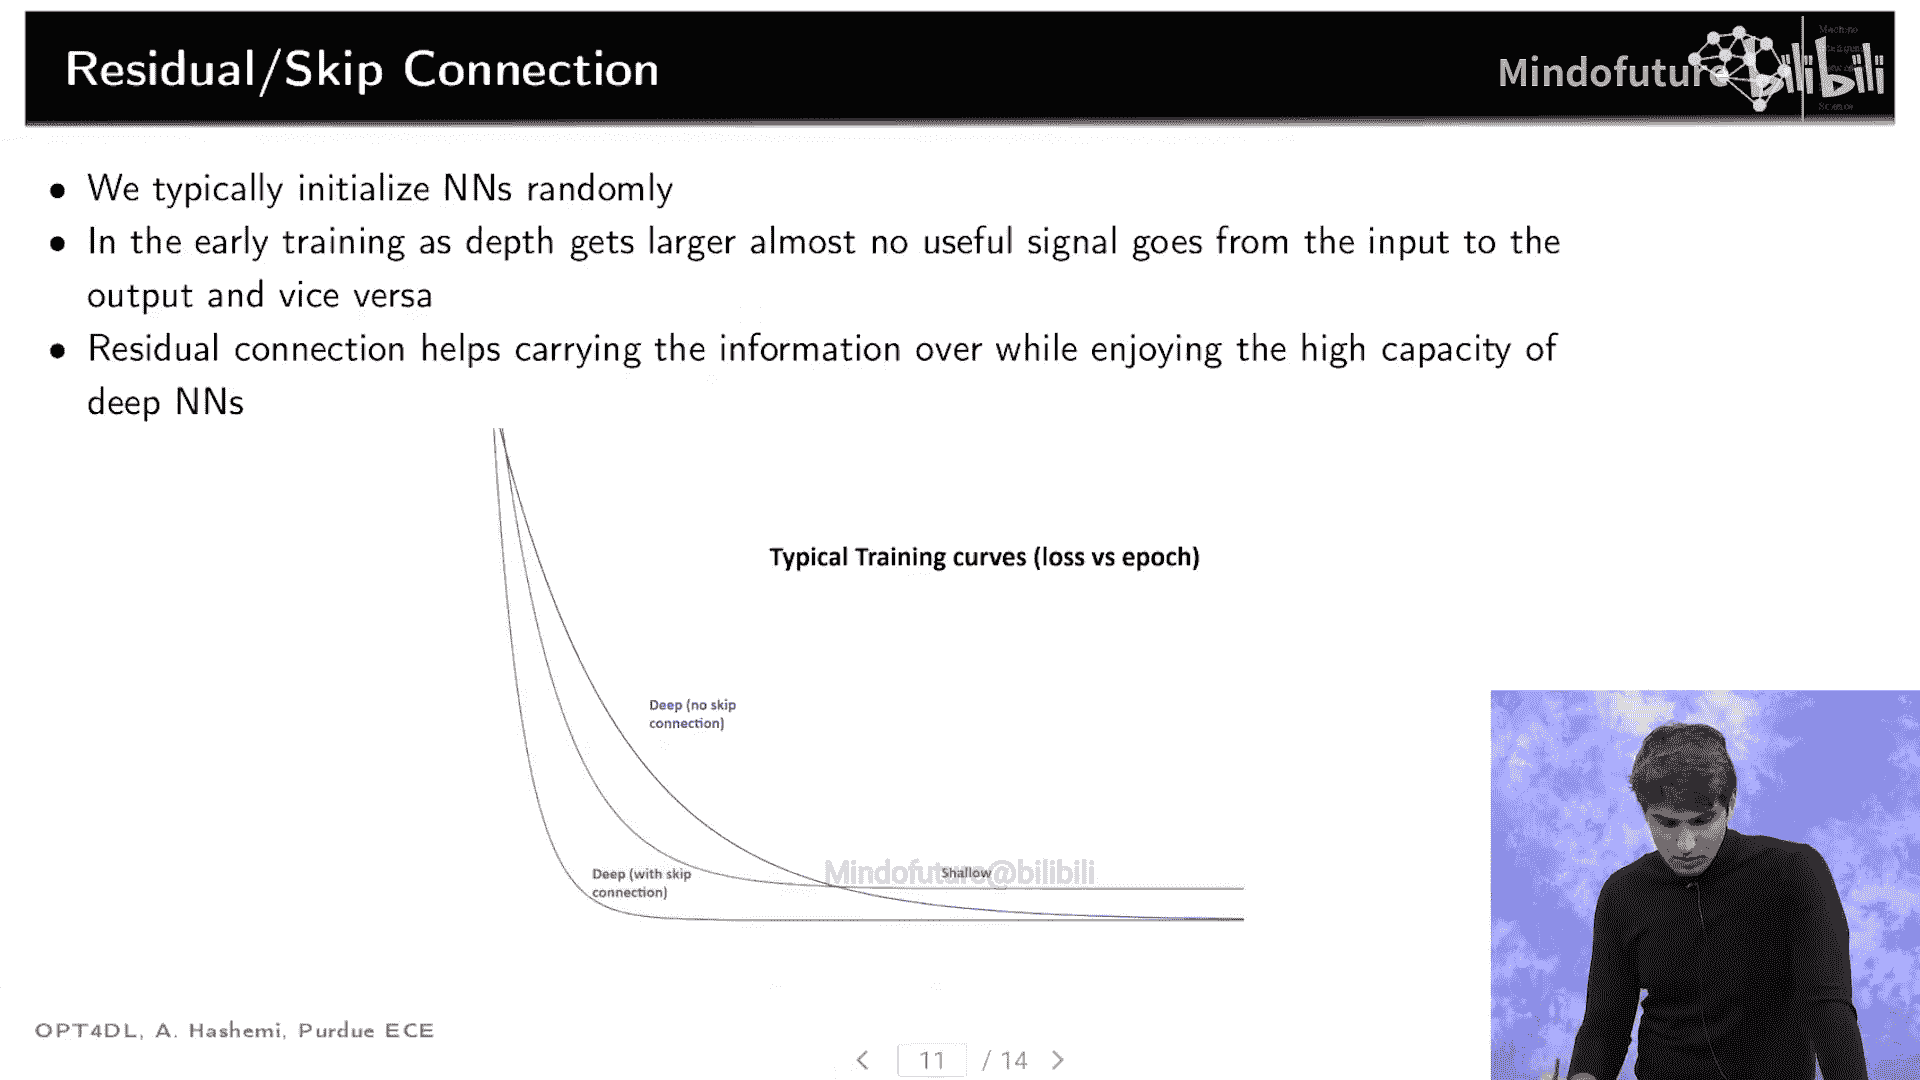 Residual/Skip Connection
Mindofuture
bilibili
• We typically initialize NNs randomly
• In the early training as depth gets larger almost no useful signal goes from the input to the
output and vice versa
• Residual connection helps carrying the information over while enjoying the high capacity of
deep NNs
Typical Training curves (loss vs epoch)
Deep (no skip
connection)
Mindofuture@bilibili
Shallow
Deep (with skip
connection)
OPT4DL, A. Hashemi, Purdue ECE
< 11 / 14 >